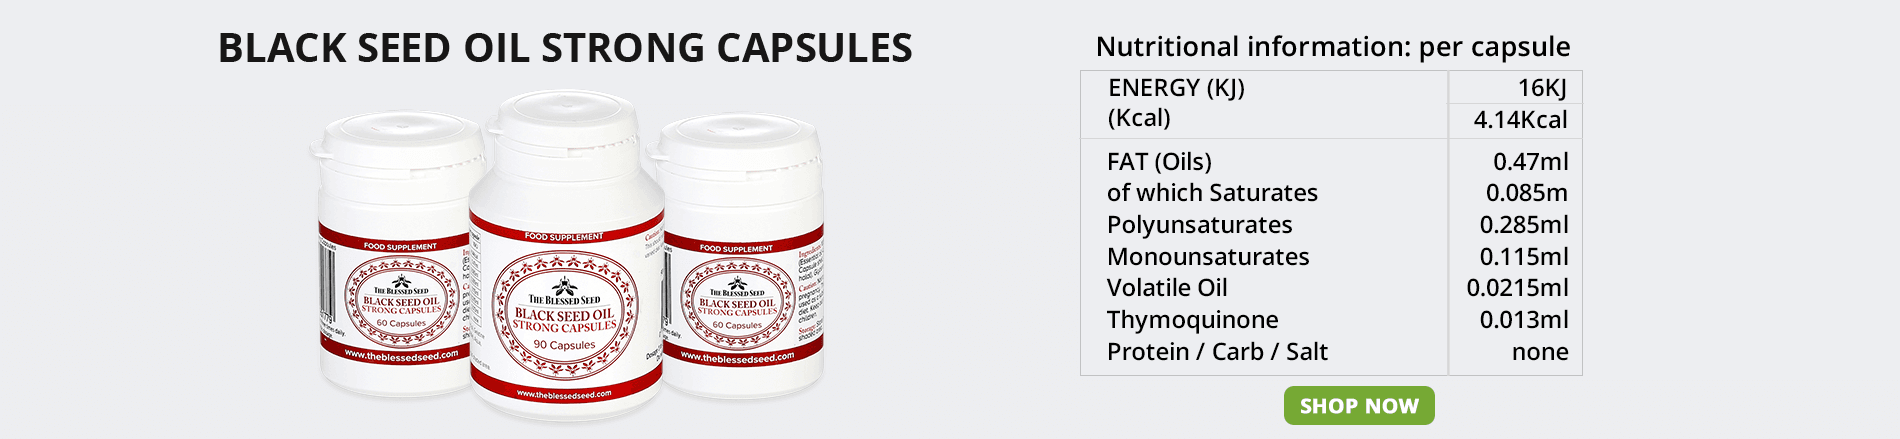 BLACK SEED OIL STRONG CAPSULES
FOOD SUPPLEMENT
THE BLESSED SEED
BLACK SEED OIL
STRONG CAPSULES
60 Capsules
www.theblessedseed.com
FOOD SUPPLEMENT
THE BLESSED SEED
BLACK SEED OIL
STRONG CAPSULES
90 Capsules
www.theblessedseed.com
FOOD SUPPLEMENT
THE BLESSED SEED
BLACK SEED OIL
STRONG CAPSULES
60 Capsules
www.theblessedseed.com
Nutritional information: per capsule
ENERGY (KJ) 16KJ
(Kcal) 4.14Kcal
FAT (Oils) 0.47ml
of which Saturates 0.085m
Polyunsaturates 0.285ml
Monounsaturates 0.115ml
Volatile Oil 0.0215ml
Thymoquinone 0.013ml
Protein / Carb / Salt none
SHOP NOW